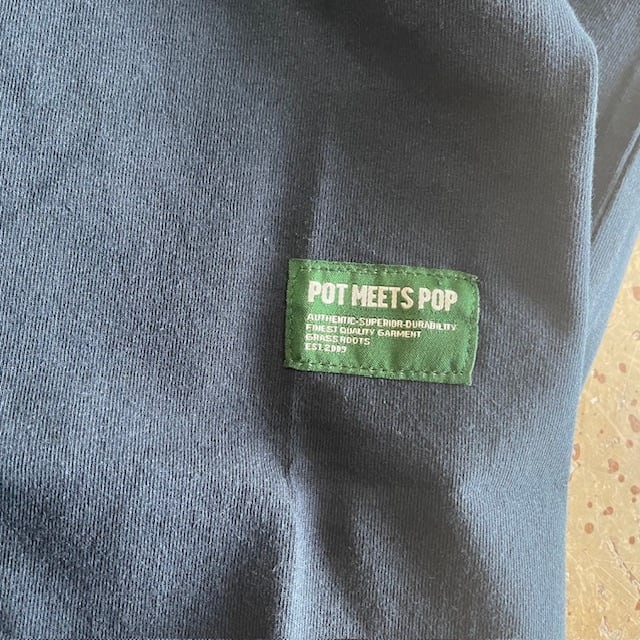 POT MEETS POP
AUTHENTIC-SUPERIOR-DURABILITY
FINEST QUALITY GARMENT
GRASS ROOTS
EST 2009